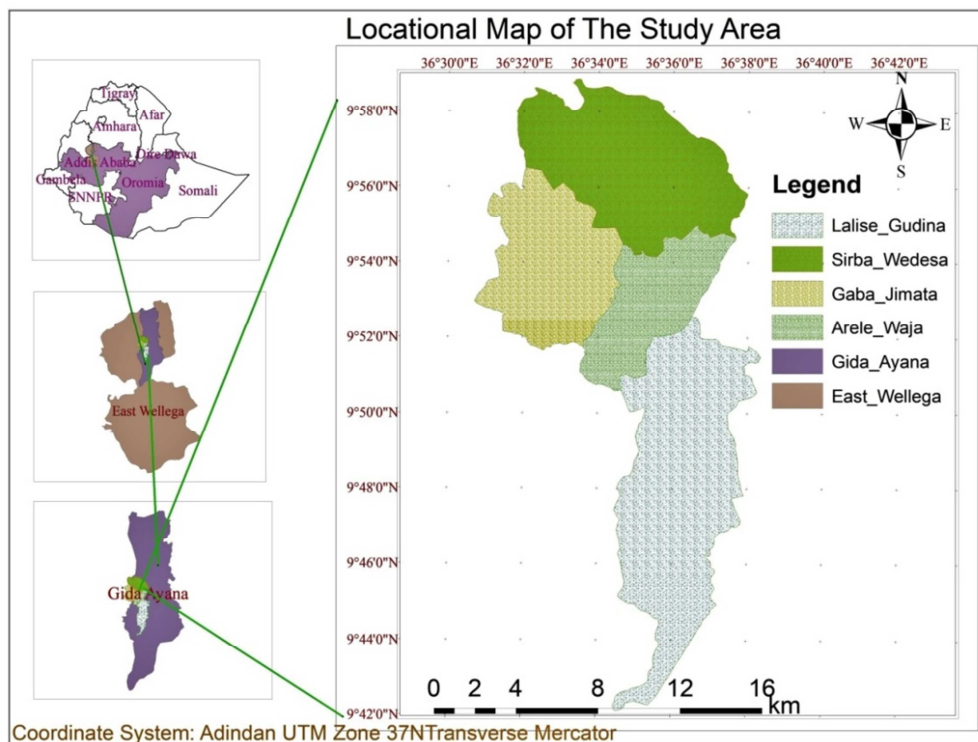 Locational Map of The Study Area
36°30'0"E 36°32'0"E 36°34'0"E 36°36'0"E 36°38'0"E 36°40'0"E 36°42'0"E
9°58'0"N
9°56'0"N
9°54'0"N
9°52'0"N
9°50'0"N
9°48'0"N
9°46'0"N
9°44'0"N
9°42'0"N
N
W E
S
Legend
Lalise_Gudina
Sirba_Wedesa
Gaba_Jimata
Arele_Waja
Gida_Ayana
East_Wellega
0 2 4 8 12 16
km
Tigray
Afar
Amhara
Dire Dawa
Addis Ababa
Gambela
Oromia
SNNPR
Somali
East Wellega
Gida Ayana
Coordinate System: Adindan UTM Zone 37NTransverse Mercator